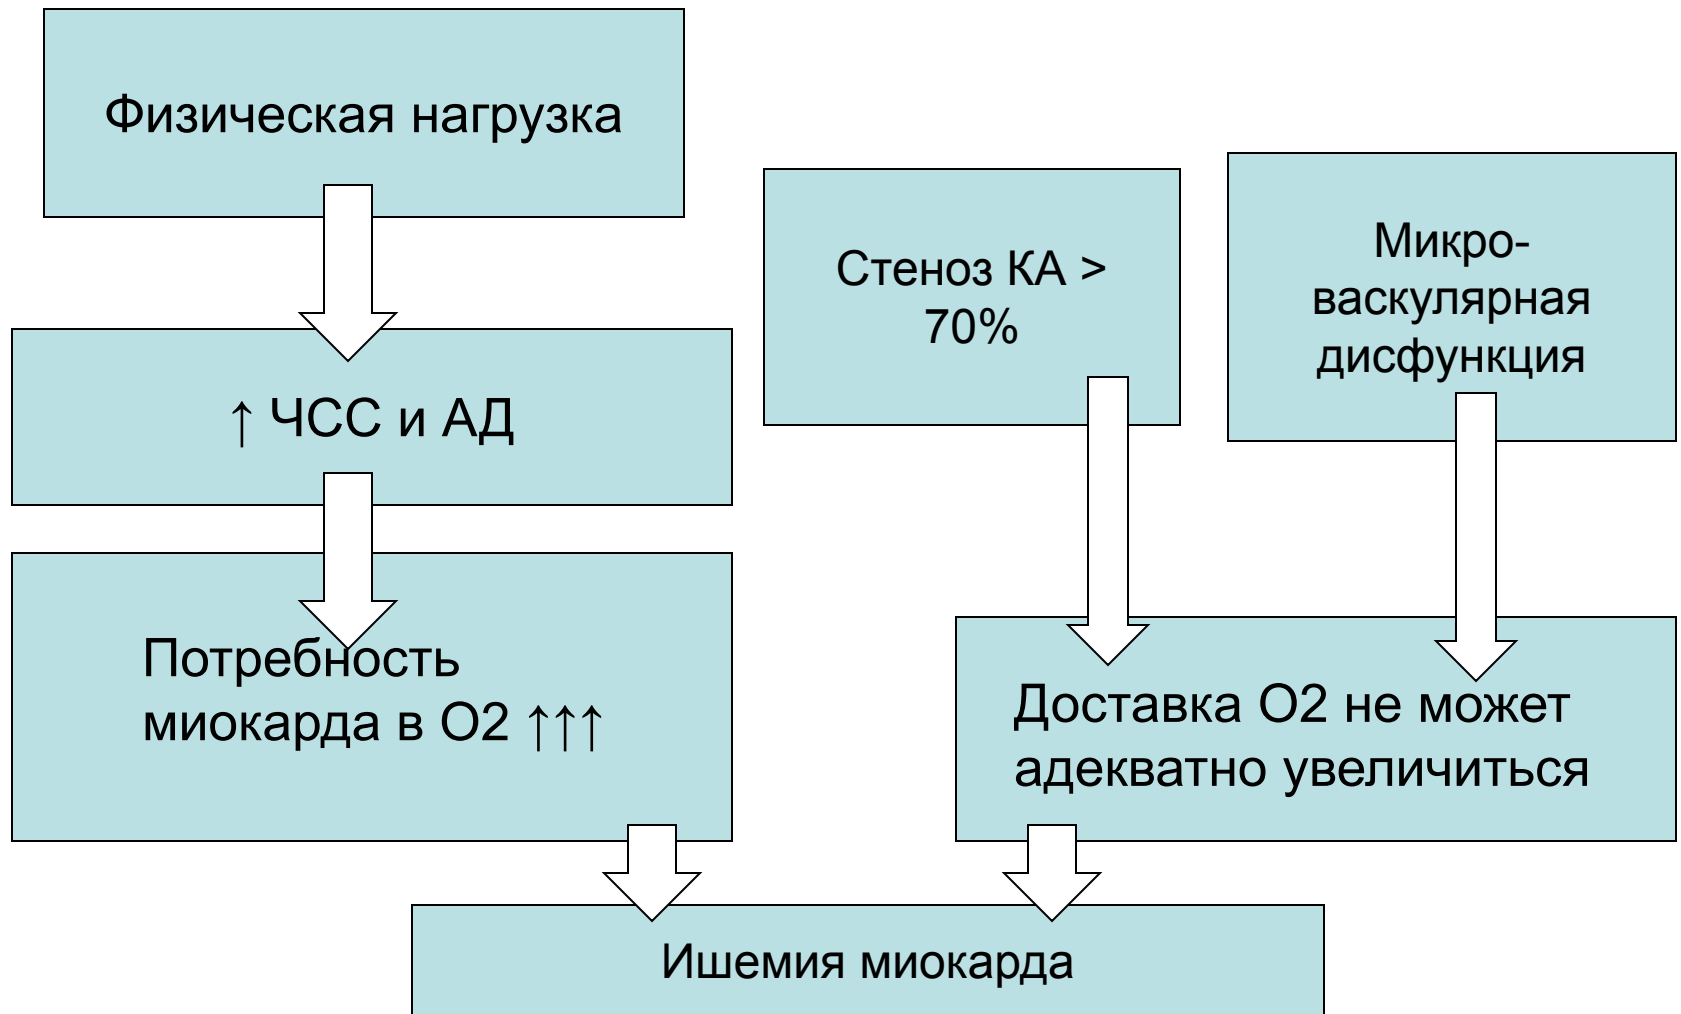 Физическая нагрузка
↑ ЧСС и АД
Потребность
миокарда в О2 ↑↑↑
Стеноз КА >
70%
Микро-
васкулярная
дисфункция
Доставка О2 не может
адекватно увеличиться
Ишемия миокарда